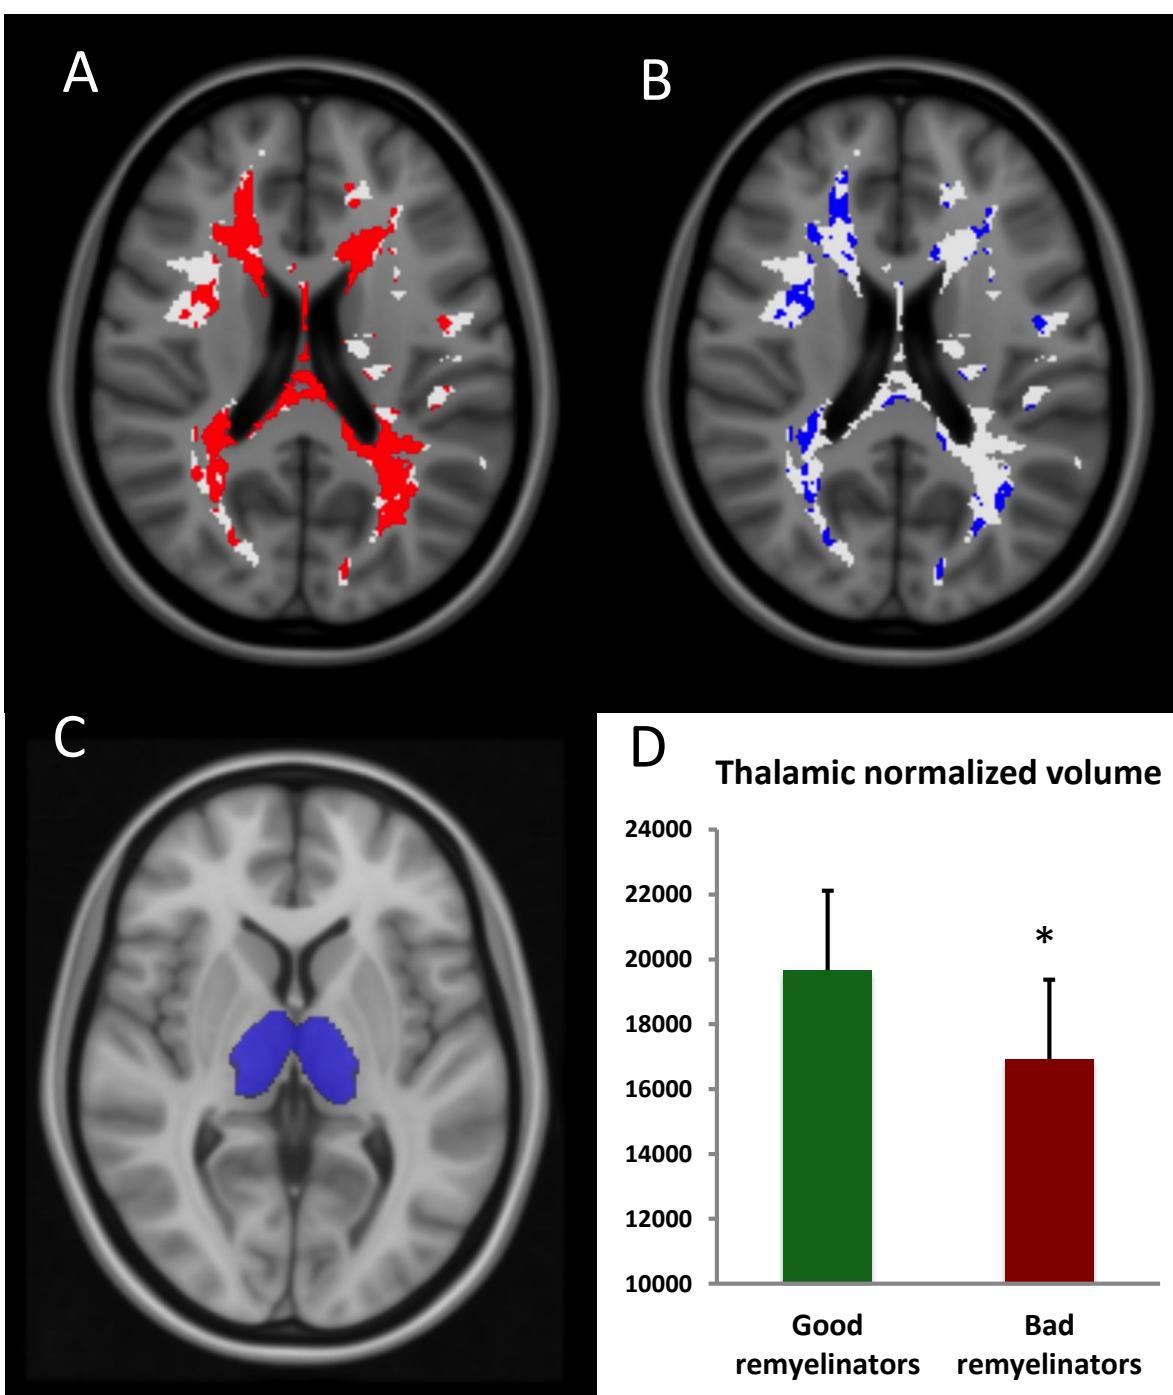 A
B
C
D
Thalamic normalized volume
24000
22000
20000
*
18000
16000
14000
12000
10000
Good
remyelinators
Bad
remyelinators